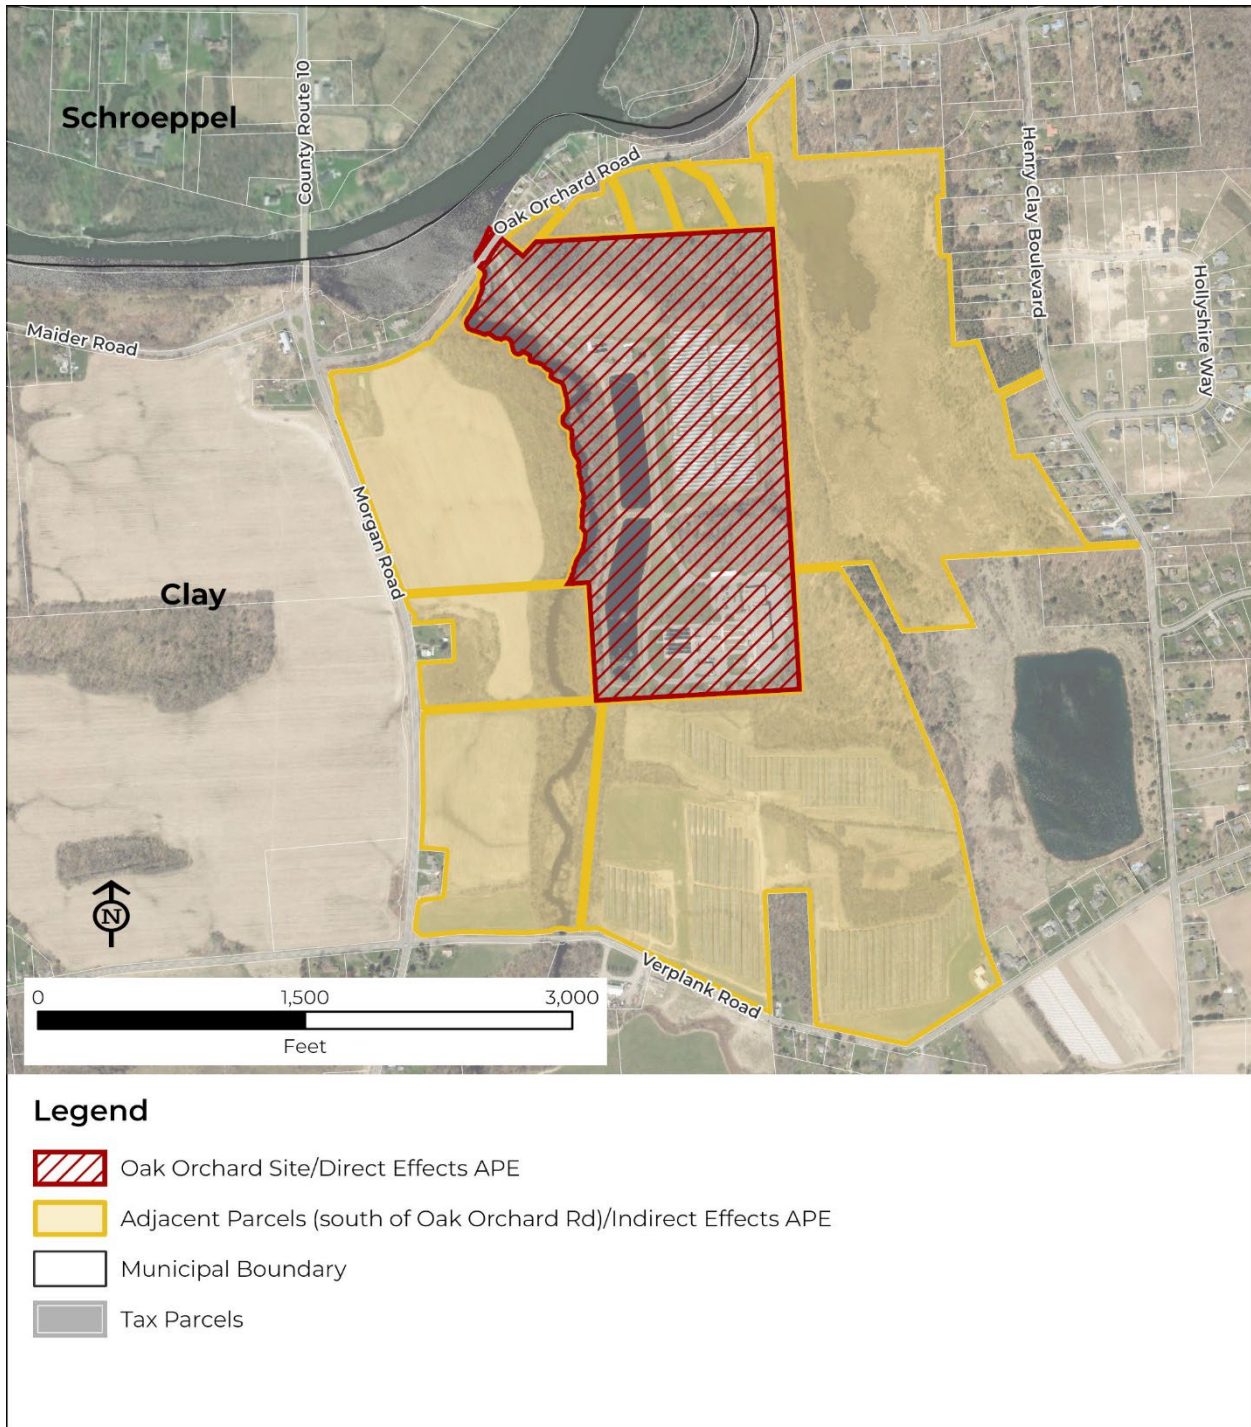 Schroeppel
County Route 10
Oak Orchard Road
Henry Clay Boulevard
Hollyshire Way
Maider Road
Morgan Road
Clay
N
Verplank Road
0 1,500 3,000
Feet
Legend
Oak Orchard Site/Direct Effects APE
Adjacent Parcels (south of Oak Orchard Rd)/Indirect Effects APE
Municipal Boundary
Tax Parcels